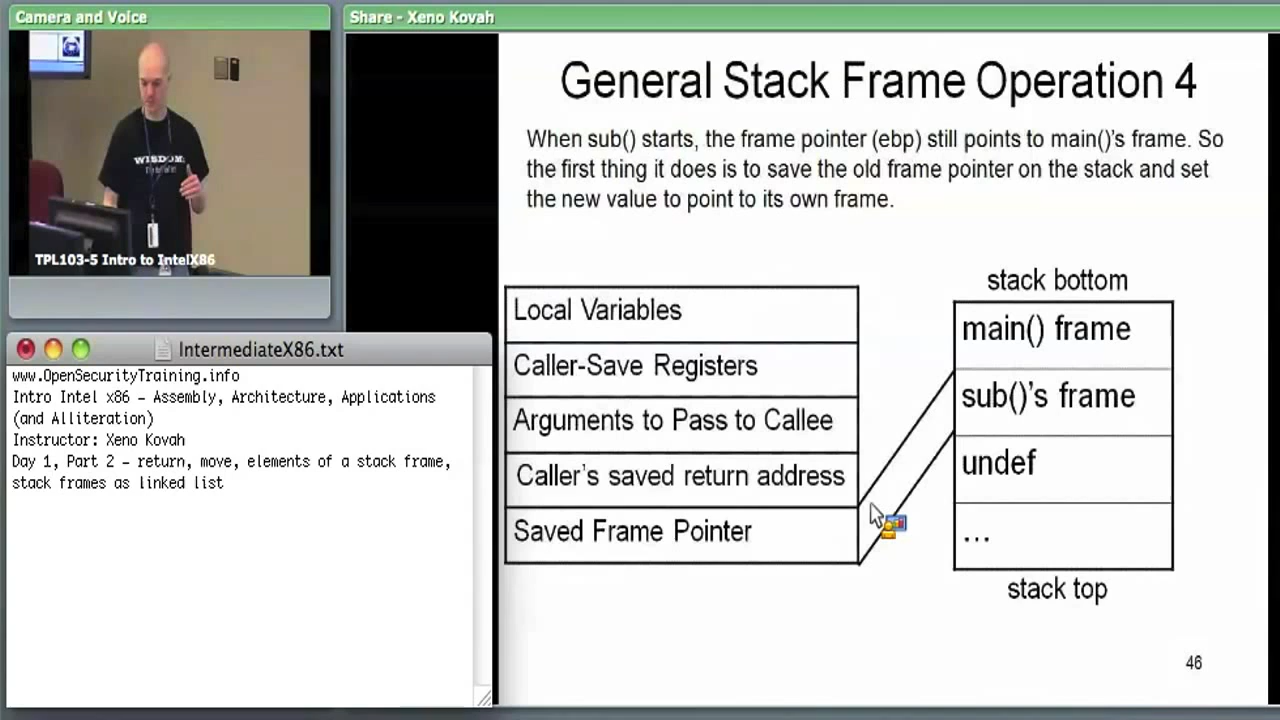 Camera and Voice
WISDOM:
TPL103-5 Intro to IntelX86
IntermediateX86.txt
www.OpenSecurityTraining.info
Intro Intel x86 – Assembly, Architecture, Applications
(and Alliteration)
Instructor: Xeno Kovah
Day 1, Part 2 – return, move, elements of a stack frame,
stack frames as linked list
Share - Xeno Kovah
General Stack Frame Operation 4
When sub() starts, the frame pointer (ebp) still points to main()'s frame. So
the first thing it does is to save the old frame pointer on the stack and set
the new value to point to its own frame.
Local Variables
Caller-Save Registers
Arguments to Pass to Callee
Caller's saved return address
Saved Frame Pointer
stack bottom
main() frame
sub()'s frame
undef
...
stack top
46